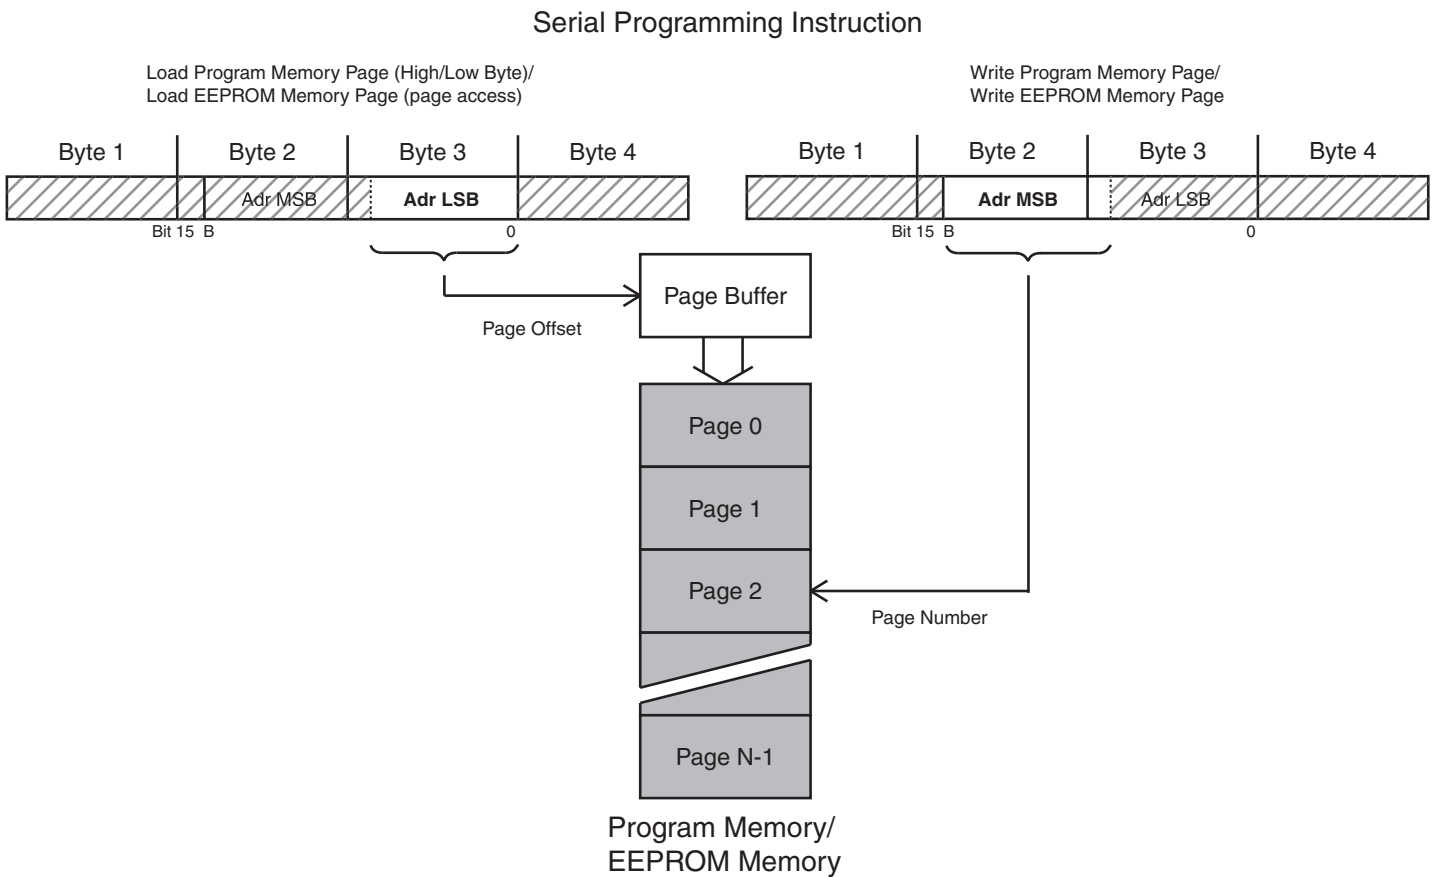 Serial Programming Instruction
Load Program Memory Page (High/Low Byte)/
Load EEPROM Memory Page (page access)
Write Program Memory Page/
Write EEPROM Memory Page
Byte 1
Byte 2
Byte 3
Byte 4
Adr MSB
Adr LSB
Bit 15 B
0
Byte 1
Byte 2
Byte 3
Byte 4
Adr MSB
Adr LSB
Bit 15 B
0
Page Buffer
Page Offset
Page 0
Page 1
Page 2
Page Number
Page N-1
Program Memory/
EEPROM Memory